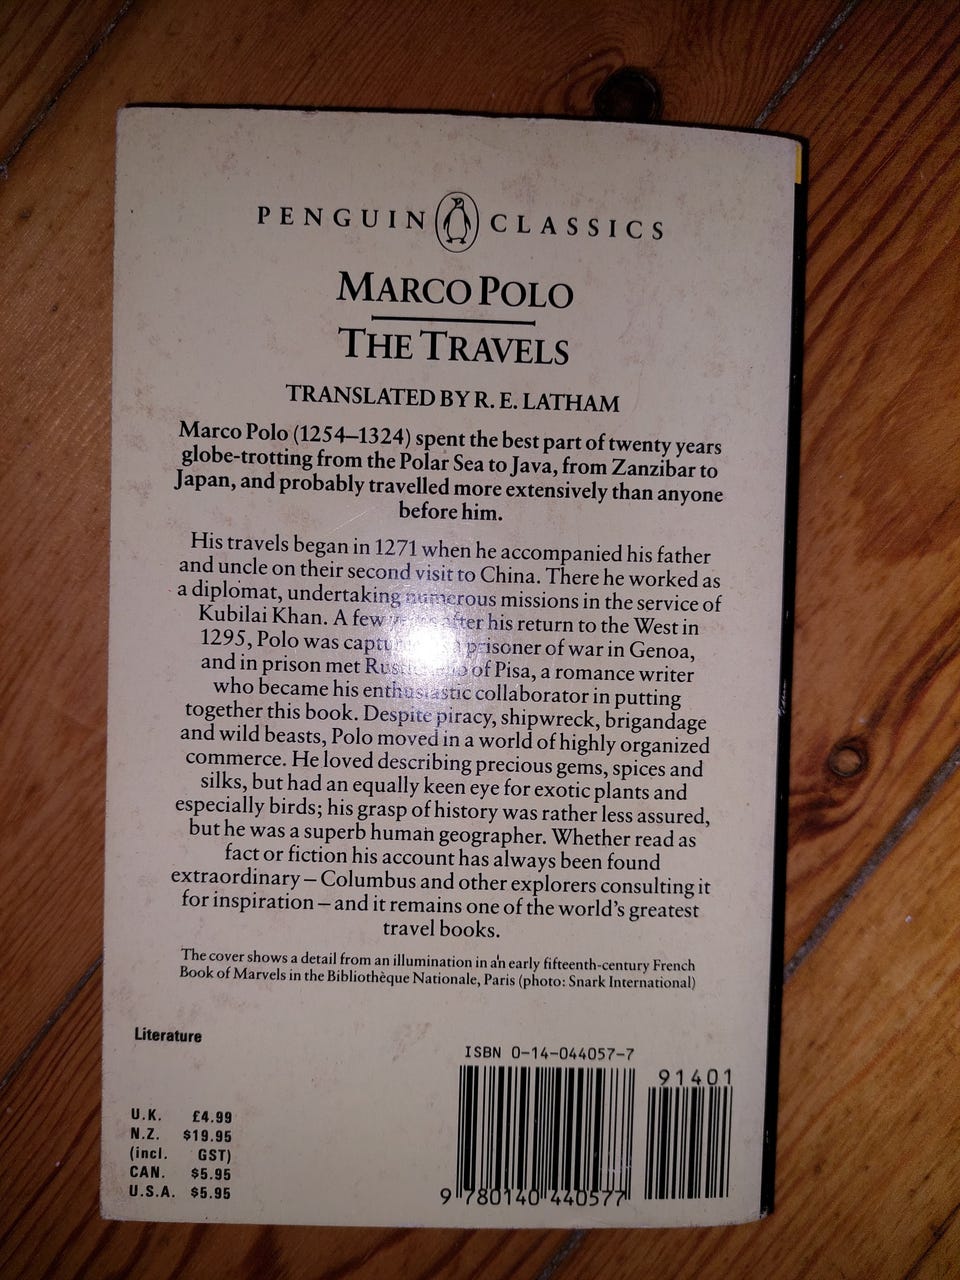 PENGUIN CLASSICS
MARCO POLO
THE TRAVELS
TRANSLATED BY R. E. LATHAM
Marco Polo (1254–1324) spent the best part of twenty years
globe-trotting from the Polar Sea to Java, from Zanzibar to
Japan, and probably travelled more extensively than anyone
before him.
His travels began in 1271 when he accompanied his father
and uncle on their second visit to China. There he worked as
a diplomat, undertaking numerous missions in the service of
Kubilai Khan. A few after his return to the West in
1295, Polo was prisoner of war in Genoa,
and in prison met of Pisa, a romance writer
who became his enthusiastic collaborator in putting
together this book. Despite piracy, shipwreck, brigandage
and wild beasts, Polo moved in a world of highly organized
commerce. He loved describing precious gems, spices and
silks, but had an equally keen eye for exotic plants and
especially birds; his grasp of history was rather less assured,
but he was a superb human geographer. Whether read as
fact or fiction his account has always been found
extraordinary – Columbus and other explorers consulting it
for inspiration – and it remains one of the world's greatest
travel books.
The cover shows a detail from an illumination in an early fifteenth-century French
Book of Marvels in the Bibliothèque Nationale, Paris (photo: Snark International)
Literature
ISBN 0-14-044057-7
91401
U.K. £4.99
N.Z. $19.95
(incl. GST)
CAN. $5.95
U.S.A. $5.95
9 780140 440577